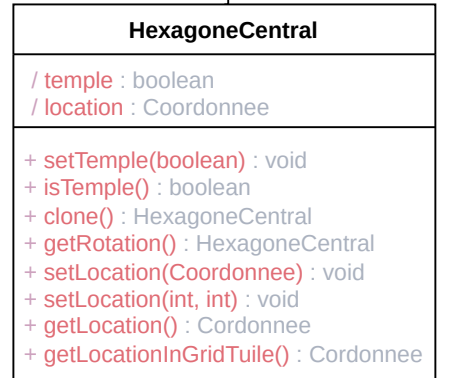 HexagoneCentral
/ temple : boolean
/ location : Coordonnee
+ setTemple(boolean) : void
+ isTemple() : boolean
+ clone() : HexagoneCentral
+ getRotation() : HexagoneCentral
+ setLocation(Coordonnee) : void
+ setLocation(int, int) : void
+ getLocation() : Cordonnee
+ getLocationInGridTuile() : Cordonnee